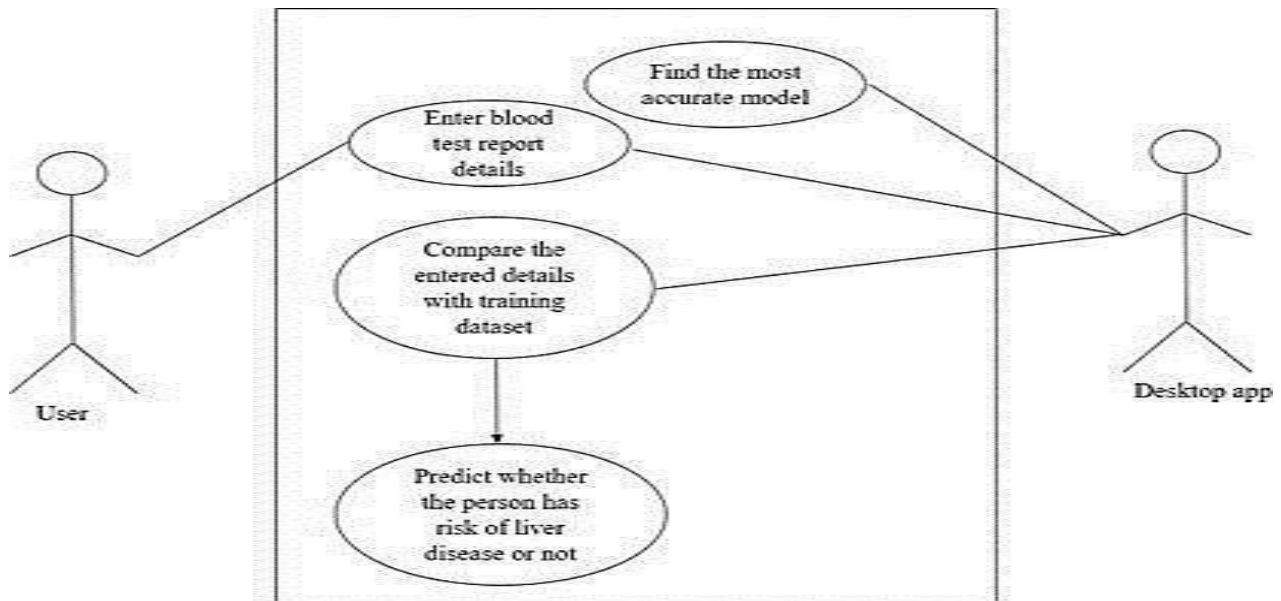 Find the most
accurate model
Enter blood
test report
details
Compare the
entered details
with training
dataset
User
Desktop app
Predict whether
the person has
risk of liver
disease or not